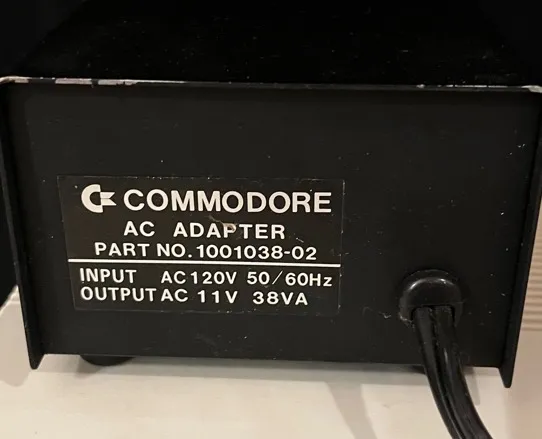 COMMODORE
AC ADAPTER
PART NO.1001038-02
INPUT AC120V 50/60Hz
OUTPUT AC 11V 38VA